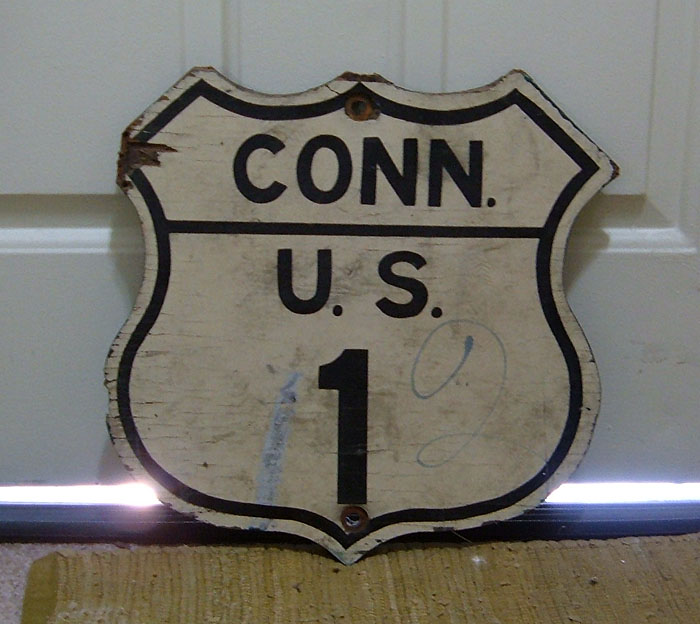 CONN.
U. S.
1